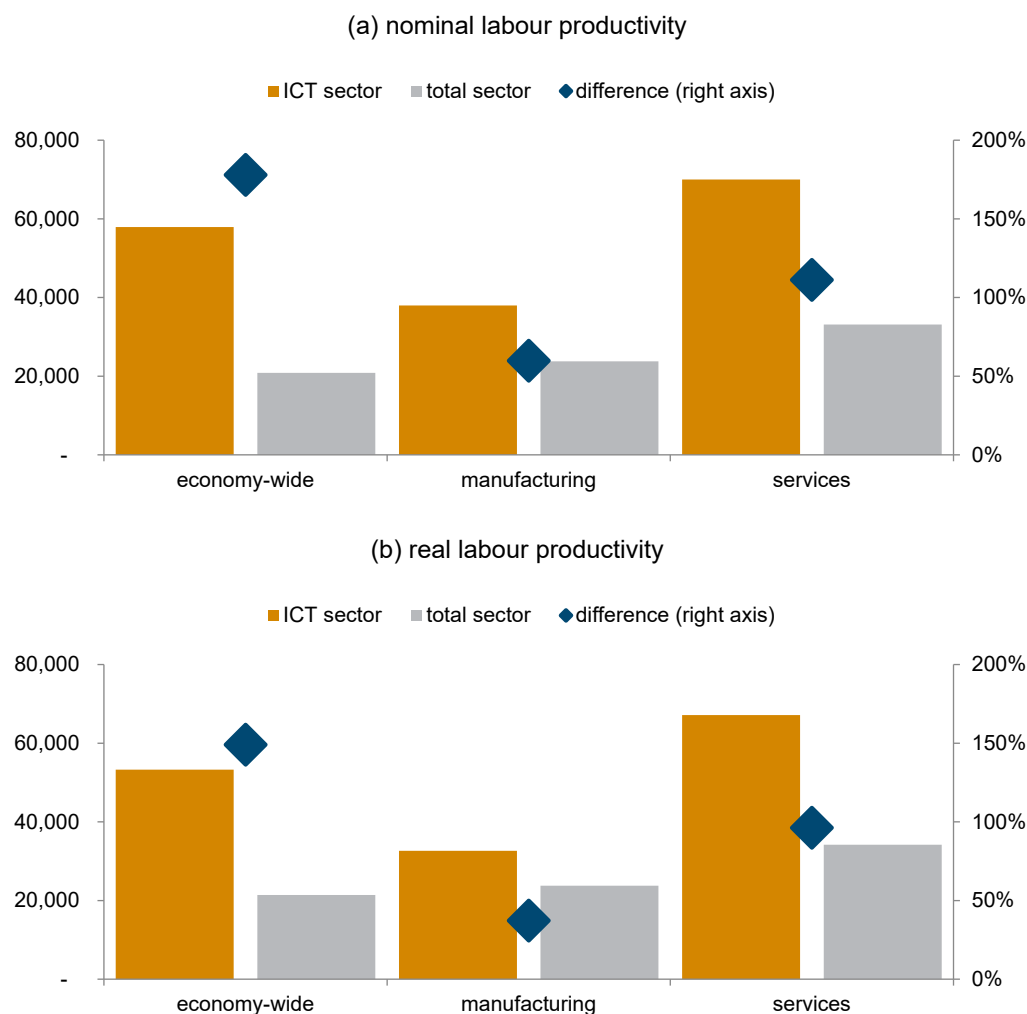 (a) nominal labour productivity
ICT sector total sector difference (right axis)
80,000 200%
60,000 150%
40,000 100%
20,000 50%
- 0%
economy-wide manufacturing services
(b) real labour productivity
ICT sector total sector difference (right axis)
80,000 200%
60,000 150%
40,000 100%
20,000 50%
- 0%
economy-wide manufacturing services